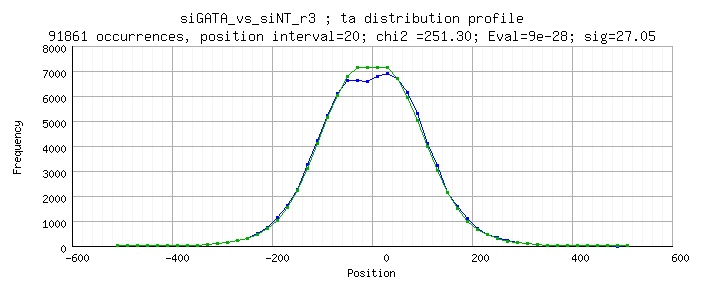 siGATA_vs_siNT_r3 ; ta distribution profile
91861 occurrences, position interval=20; chi2 =251.30; Eval=9e-28; sig=27.05
8000
7000
6000
5000
4000
3000
2000
1000
0
Frequency
-600 -400 -200 0 200 400 600
Position